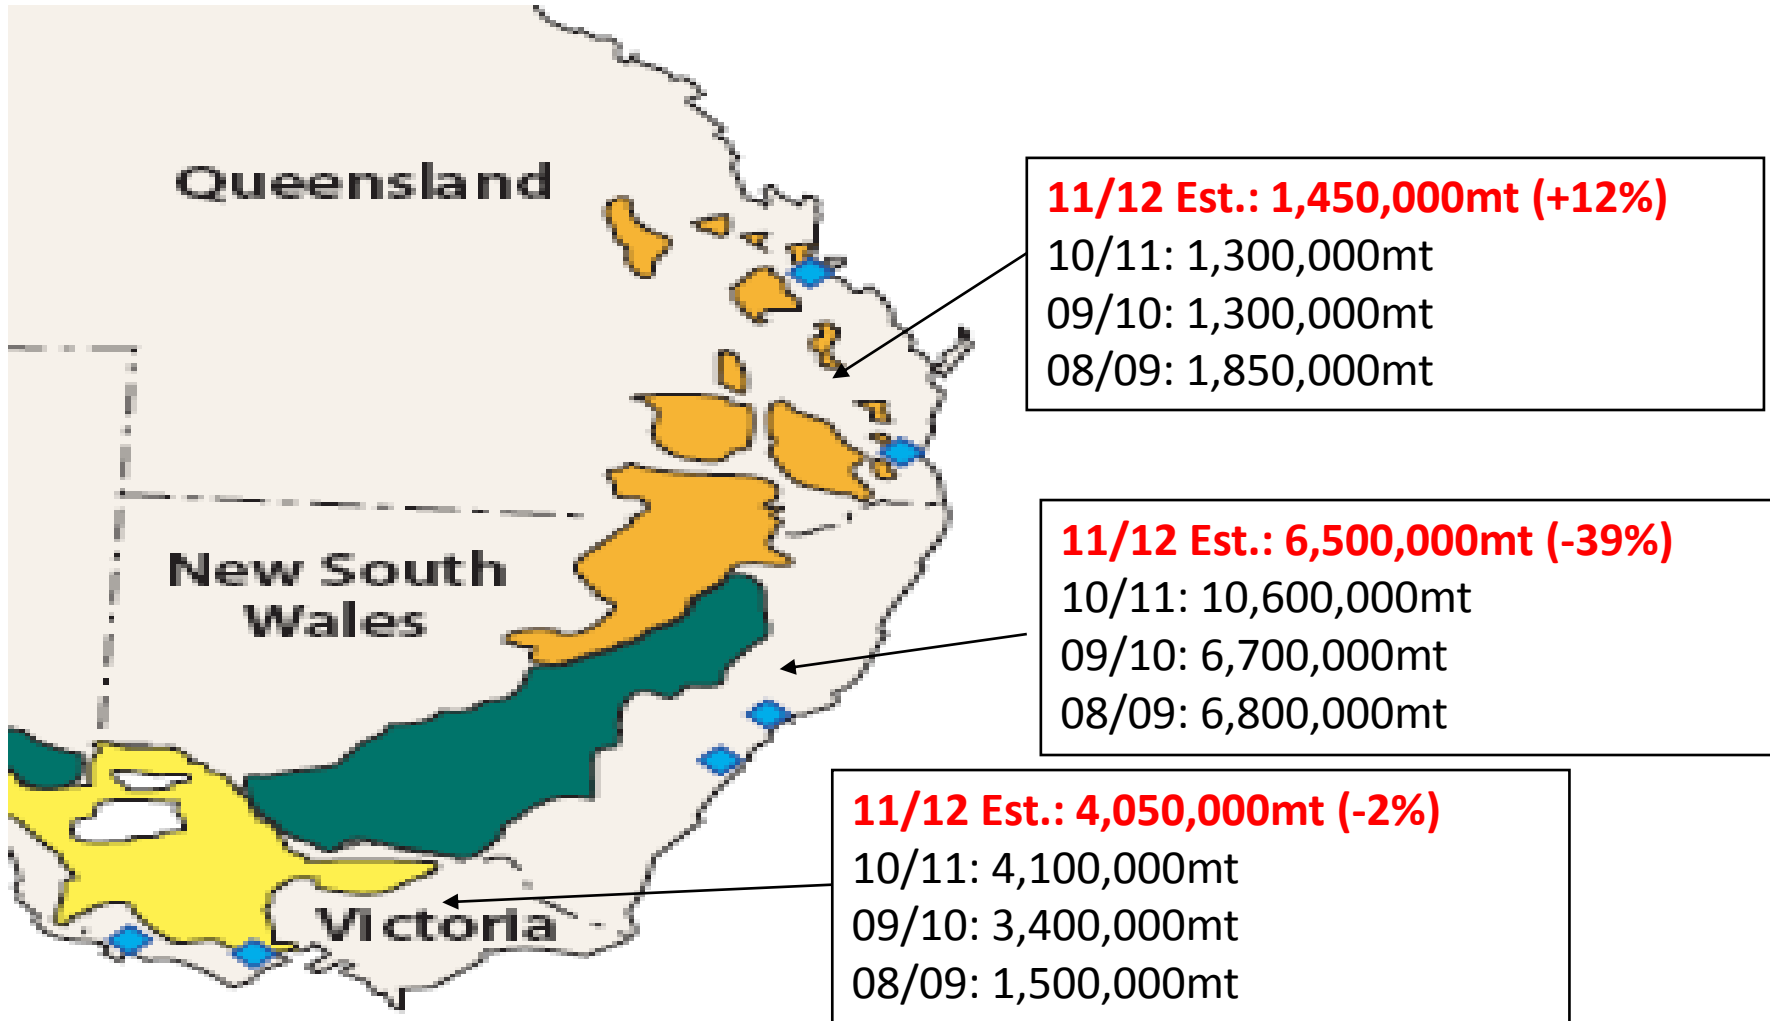 Queensland
11/12 Est.: 1,450,000mt (+12%)
10/11: 1,300,000mt
09/10: 1,300,000mt
08/09: 1,850,000mt
New South
Wales
11/12 Est.: 6,500,000mt (-39%)
10/11: 10,600,000mt
09/10: 6,700,000mt
08/09: 6,800,000mt
Victoria
11/12 Est.: 4,050,000mt (-2%)
10/11: 4,100,000mt
09/10: 3,400,000mt
08/09: 1,500,000mt